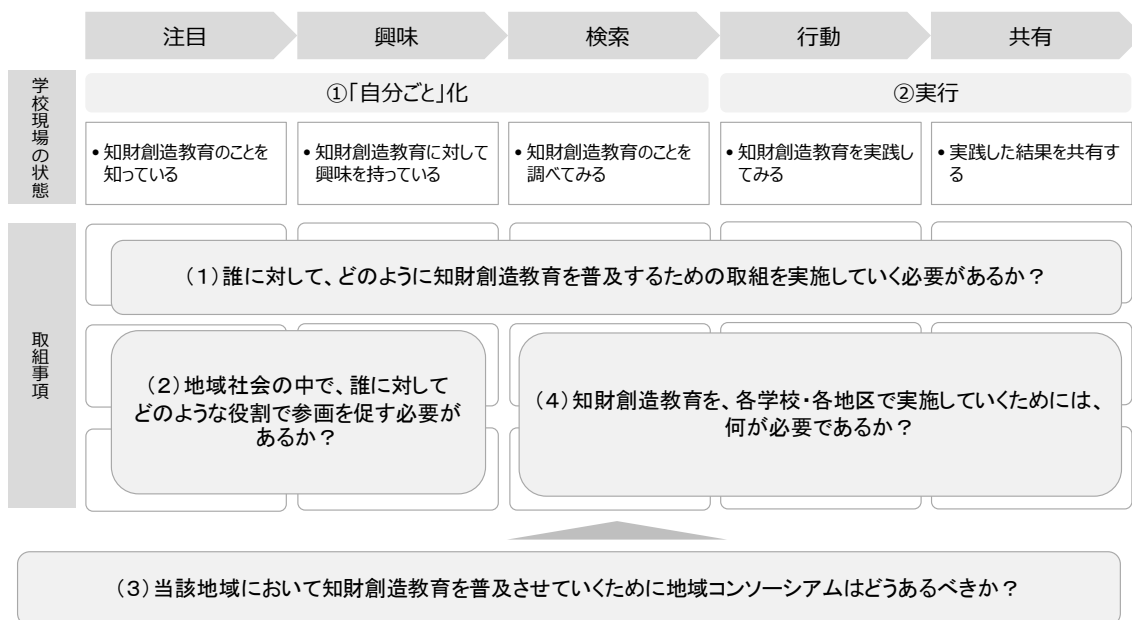 注目
興味
検索
行動
共有
学校現場の状態
①「自分ごと」化
②実行
• 知財創造教育のことを
知っている
• 知財創造教育に対して
興味を持っている
• 知財創造教育のことを
調べてみる
• 知財創造教育を実践し
てみる
• 実践した結果を共有す
る
取組事項
（１）誰に対して、どのように知財創造教育を普及するための取組を実施していく必要があるか？
（２）地域社会の中で、誰に対して
どのような役割で参画を促す必要が
あるか？
（４）知財創造教育を、各学校・各地区で実施していくためには、
何が必要であるか？
（３）当該地域において知財創造教育を普及させていくために地域コンソーシアムはどうあるべきか？